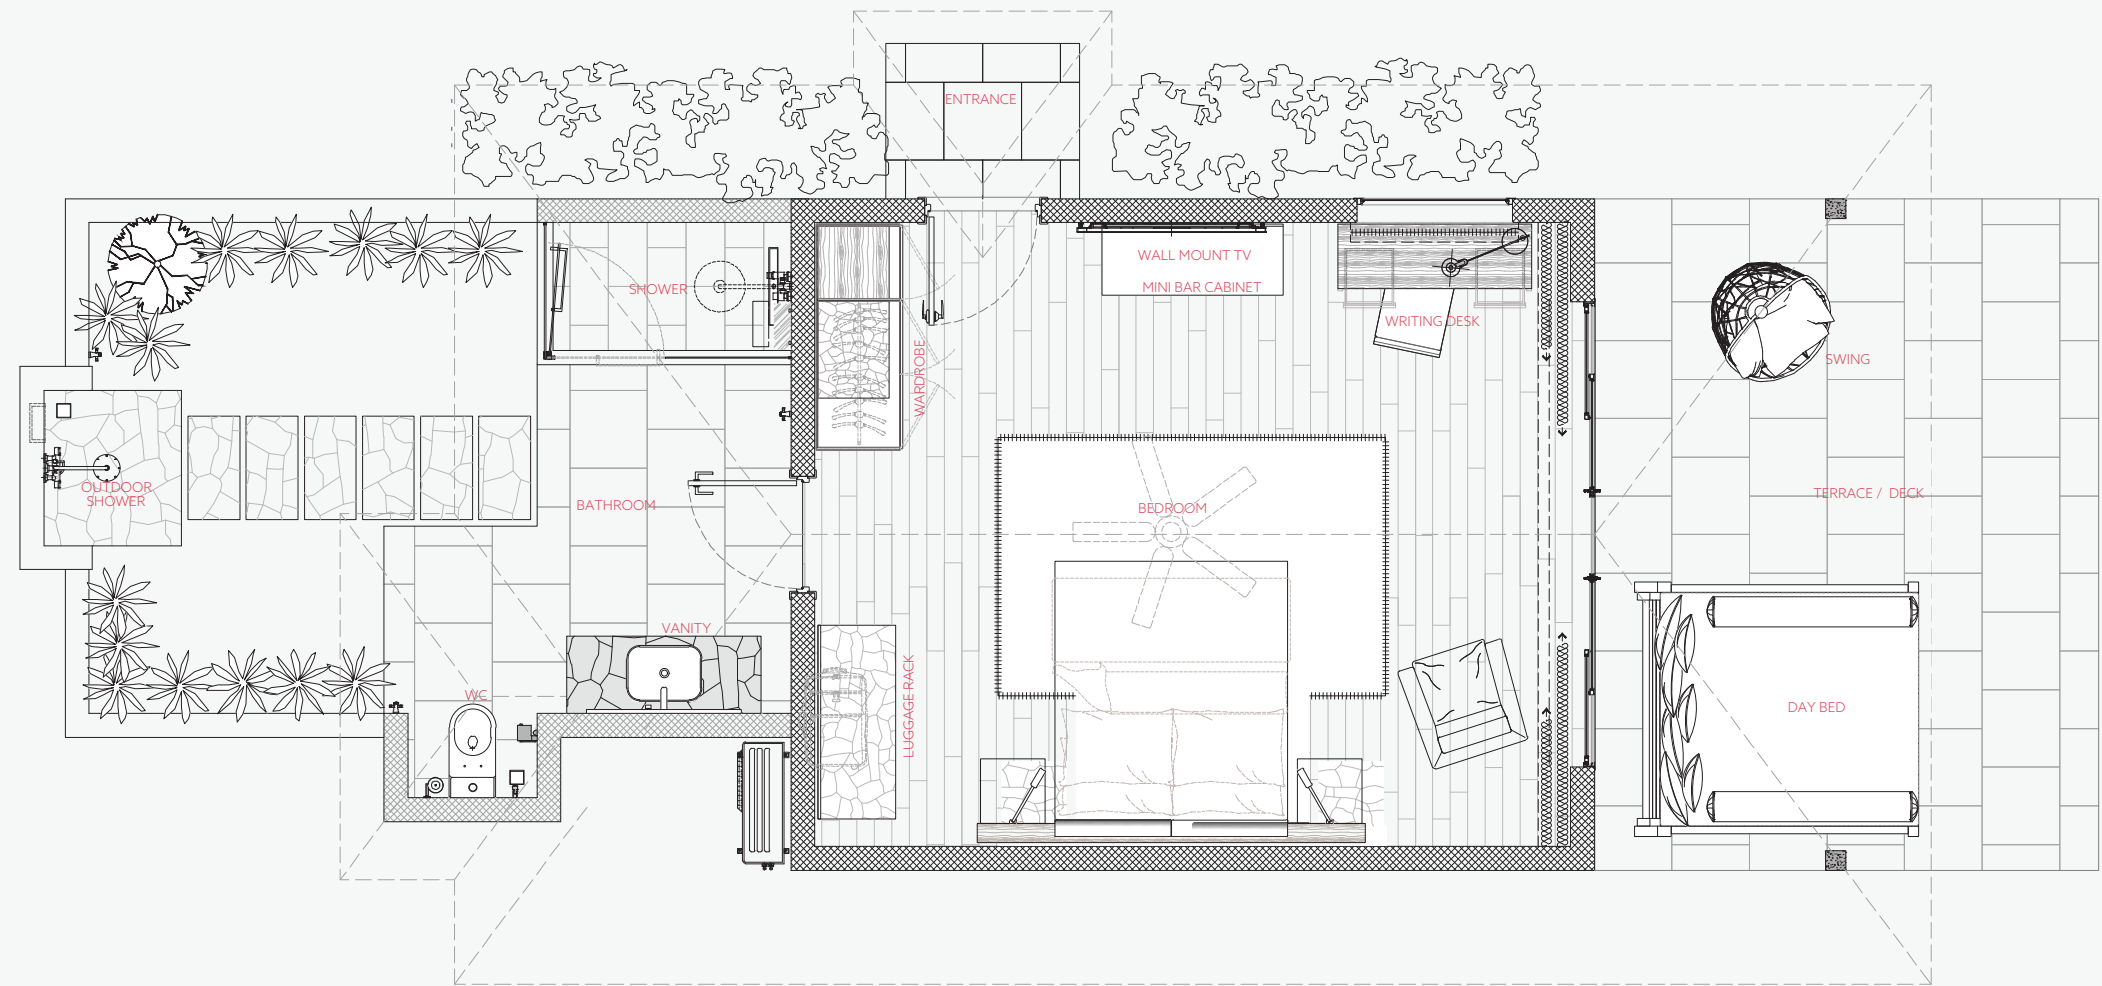 ENTRANCE
WALL MOUNT TV
MINI BAR CABINET
SHOWER
WRITING DESK
WARDROBE
SWING
OUTDOOR
SHOWER
BATHROOM
BEDROOM
TERRACE / DECK
VANITY
WC
LUGGAGE RACK
DAY BED